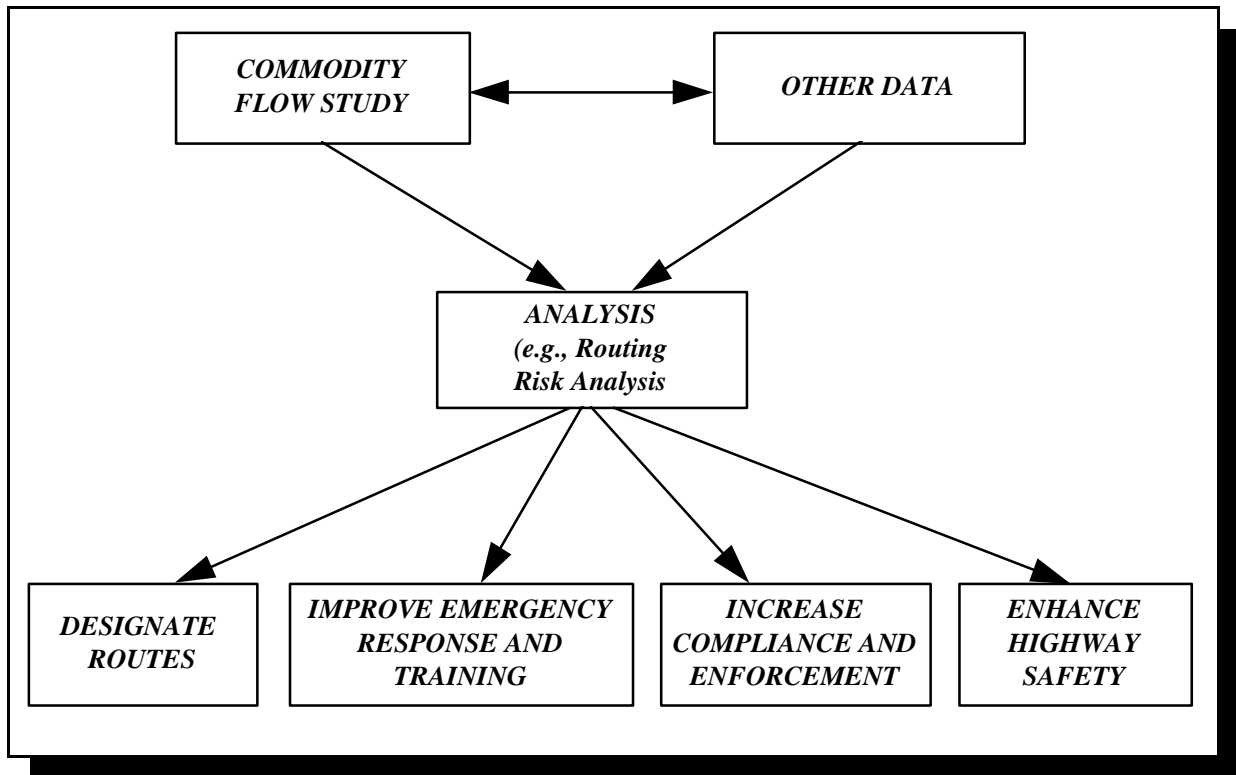 COMMODITY
FLOW STUDY
OTHER DATA
ANALYSIS
(e.g., Routing
Risk Analysis
DESIGNATE
ROUTES
IMPROVE EMERGENCY
RESPONSE AND
TRAINING
INCREASE
COMPLIANCE AND
ENFORCEMENT
ENHANCE
HIGHWAY
SAFETY